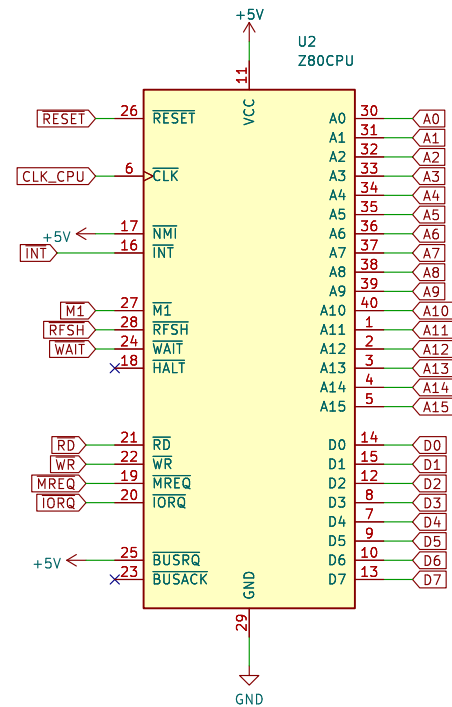 +5V
U2
Z80CPU
11
VCC
RESET 26 RESET A0 30 A0
A1 31 A1
A2 32 A2
CLK_CPU 6 CLK A3 33 A3
A4 34 A4
A5 35 A5
+5V 17 NMI A6 36 A6
INT 16 INT A7 37 A7
A8 38 A8
A9 39 A9
M1 27 M1 A10 40 A10
RFSH 28 RFSH A11 1 A11
WAIT 24 WAIT A12 2 A12
18 HALT A13 3 A13
A14 4 A14
A15 5 A15
RD 21 RD D0 14 D0
WR 22 WR D1 15 D1
MREQ 19 MREQ D2 12 D2
IORQ 20 IORQ D3 8 D3
D4 7 D4
D5 9 D5
+5V 25 BUSRQ D6 10 D6
23 BUSACK D7 13 D7
GND
29
GND